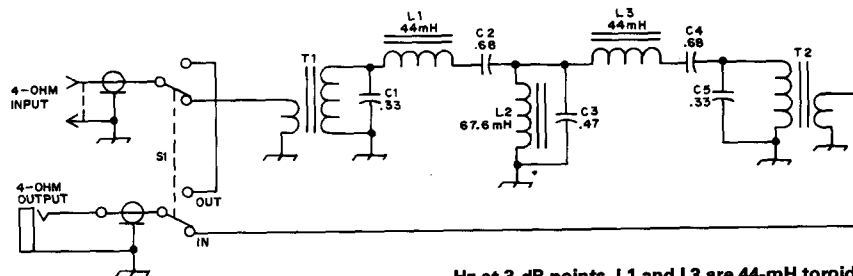 L1
44mH
L3
44mH
C2
.68
C4
.68
T1
T2
4-OHM
INPUT
C1
.33
L2
67.6mH
C3
.47
C5
.33
S1
4-OHM
OUTPUT
OUT
IN
Hz at 3-dB points. L1 and L3 are 44-mH toroid